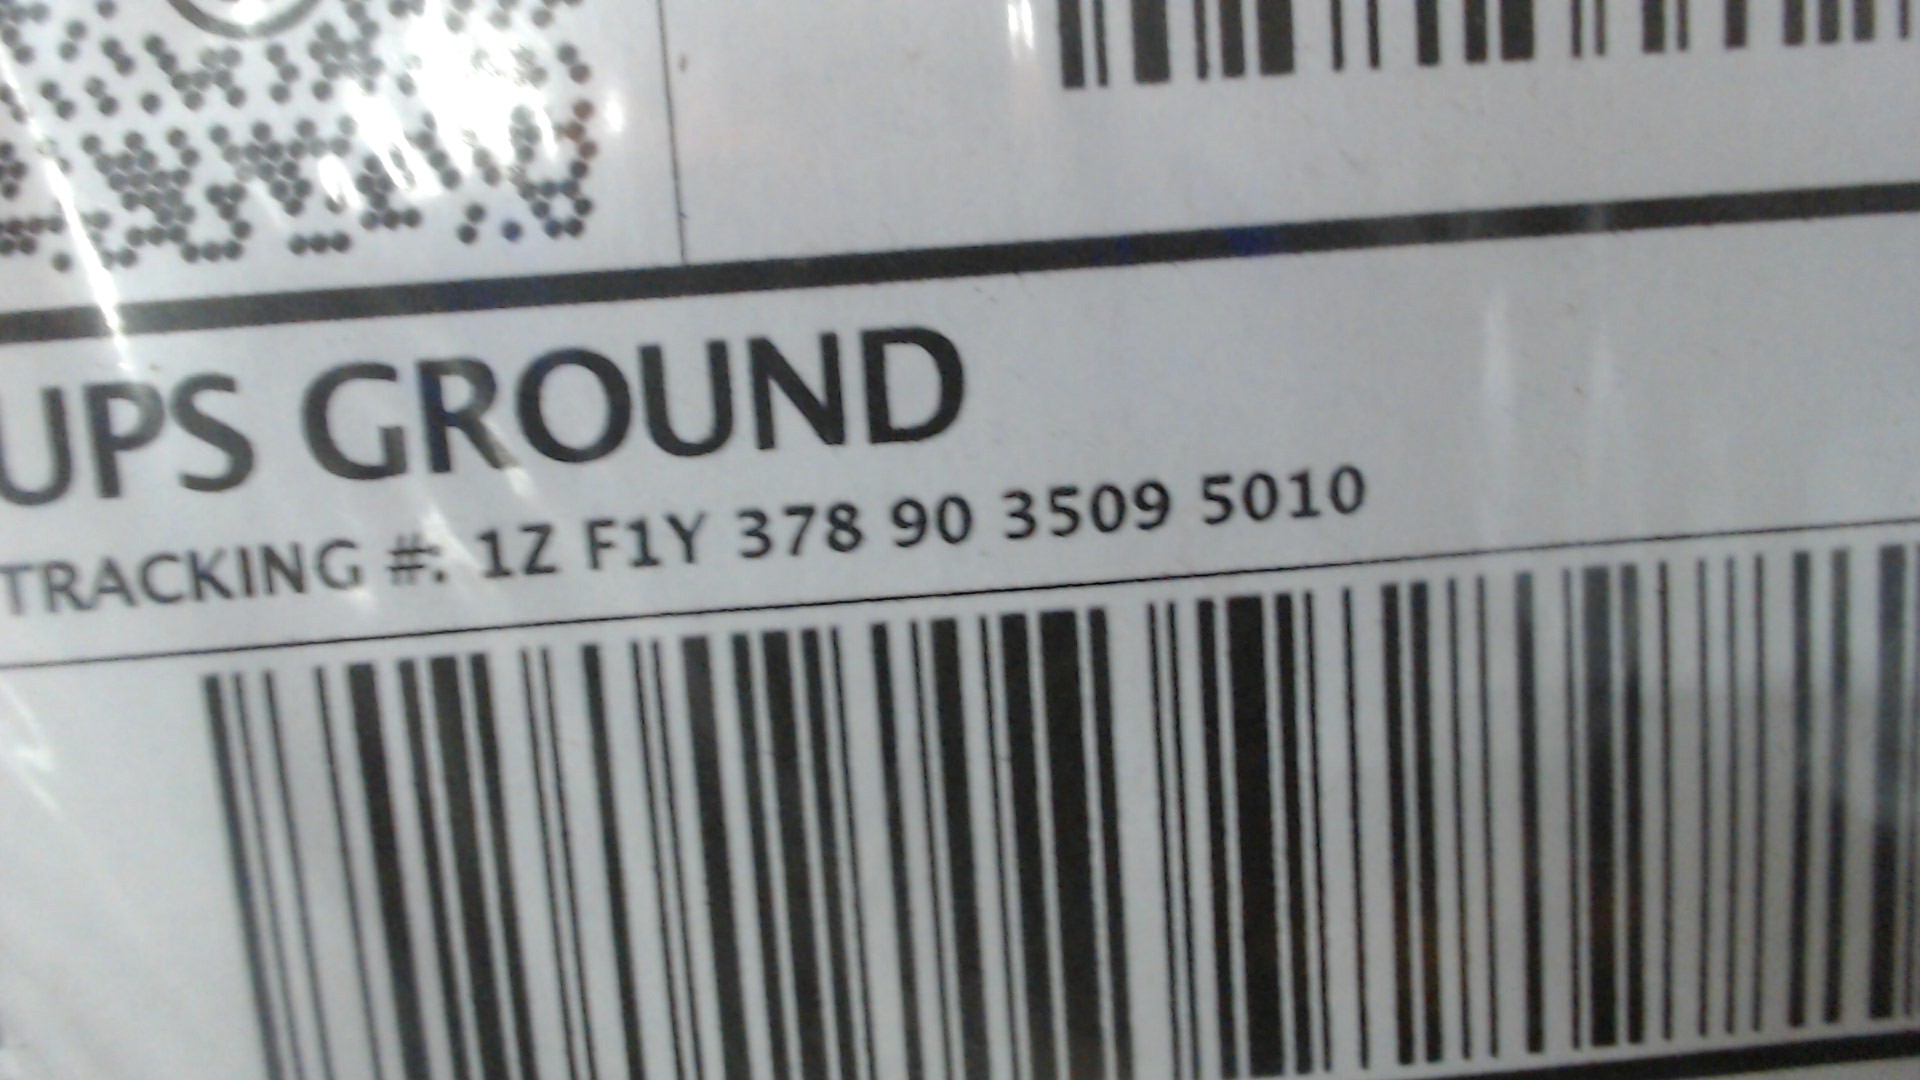 UPS GROUND
TRACKING #: 1Z F1Y 378 90 3509 5010